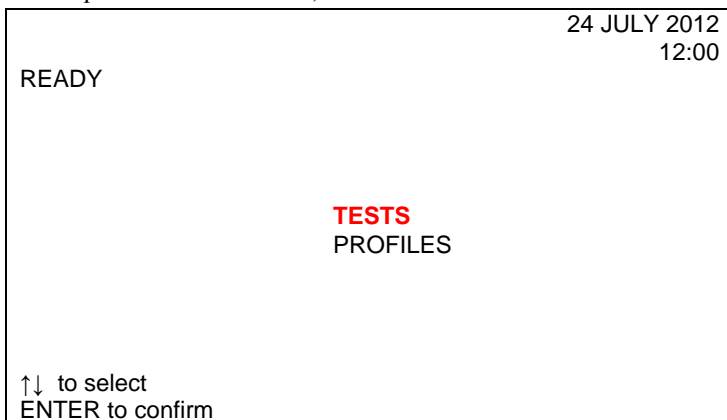 24 JULY 2012
12:00
READY
TESTS
PROFILES
↑↓ to select
ENTER to confirm